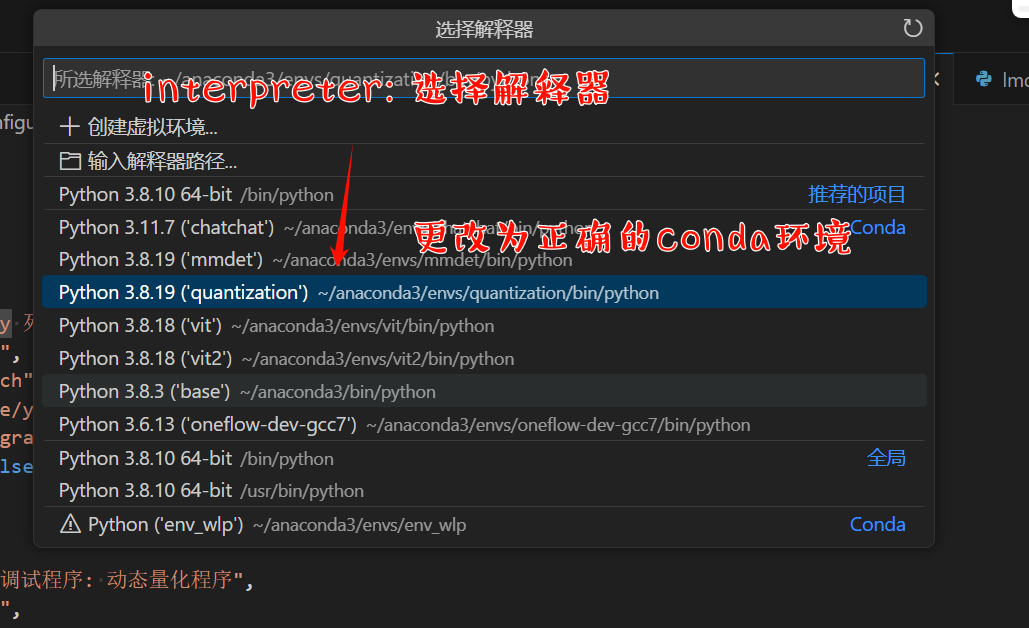 选择解释器
所选解释器: ~/anaconda3/envs/quantization/bin/python
interpreter: 选择解释器
创建虚拟环境...
输入解释器路径...
Python 3.8.10 64-bit /bin/python 推荐的项目
Python 3.11.7 ('chatchat') ~/anaconda3/envs/chatchat/bin/python Conda
更改为正确的conda环境
Python 3.8.19 ('mmdet') ~/anaconda3/envs/mmdet/bin/python
Python 3.8.19 ('quantization') ~/anaconda3/envs/quantization/bin/python
Python 3.8.18 ('vit') ~/anaconda3/envs/vit/bin/python
Python 3.8.18 ('vit2') ~/anaconda3/envs/vit2/bin/python
Python 3.8.3 ('base') ~/anaconda3/bin/python
Python 3.6.13 ('oneflow-dev-gcc7') ~/anaconda3/envs/oneflow-dev-gcc7/bin/python
Python 3.8.10 64-bit /bin/python 全局
Python 3.8.10 64-bit /usr/bin/python
Python ('env_wlp') ~/anaconda3/envs/env_wlp Conda
nfigu
y
",
ch"
e/y
gra
lse
调试程序: 动态量化程序",
",